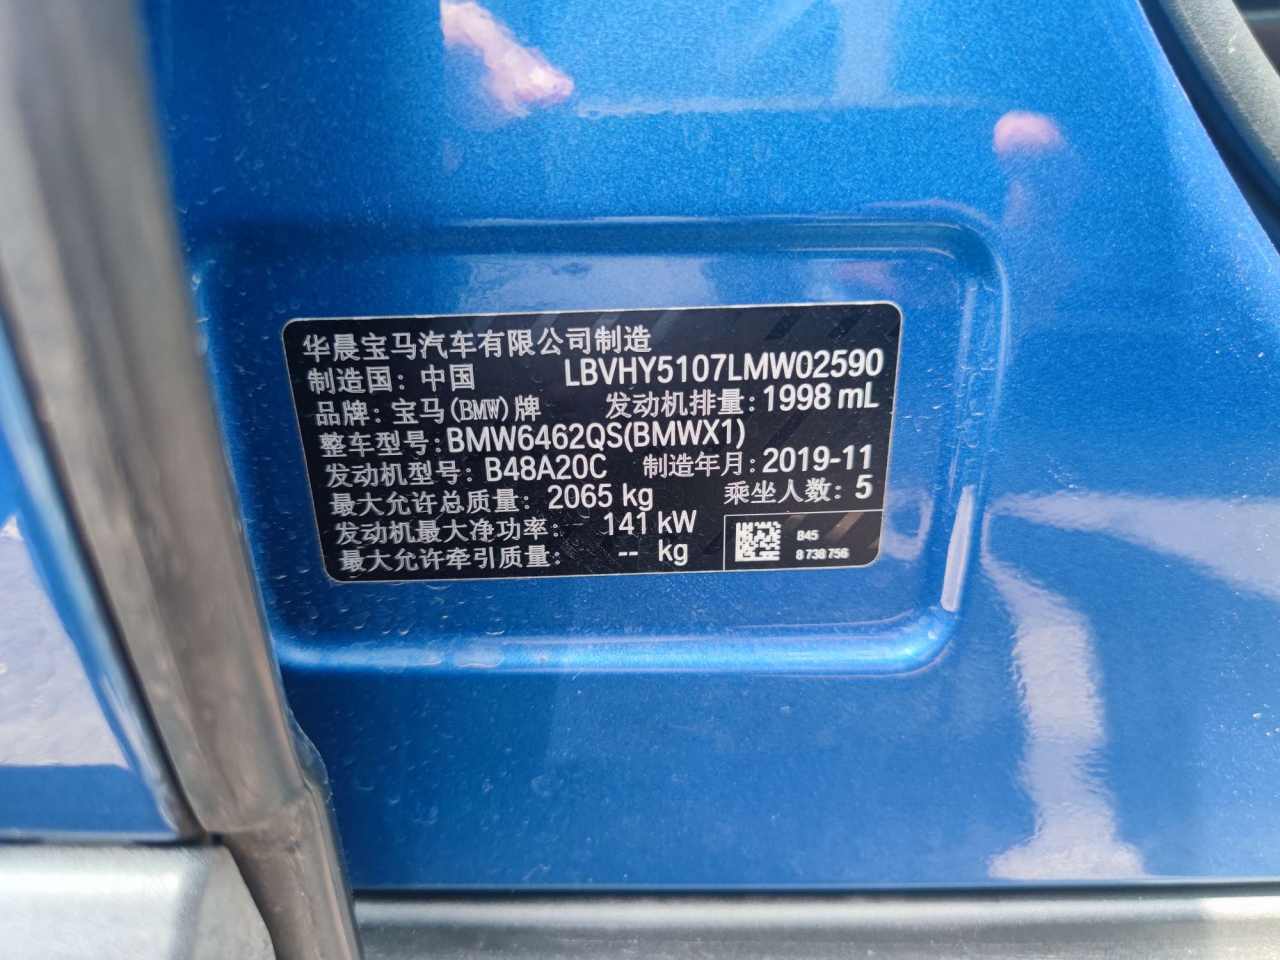 华晨宝马汽车有限公司制造
制造国：中国 LBVHY5107LMW02590
品牌：宝马(BMW)牌 发动机排量：1998 mL
整车型号：BMW6462QS(BMWX1)
发动机型号：B48A20C 制造年月：2019-11
最大允许总质量：2065 kg 乘坐人数：5
发动机最大净功率：141 kW
最大允许牵引质量：-- kg
845
8 738 756